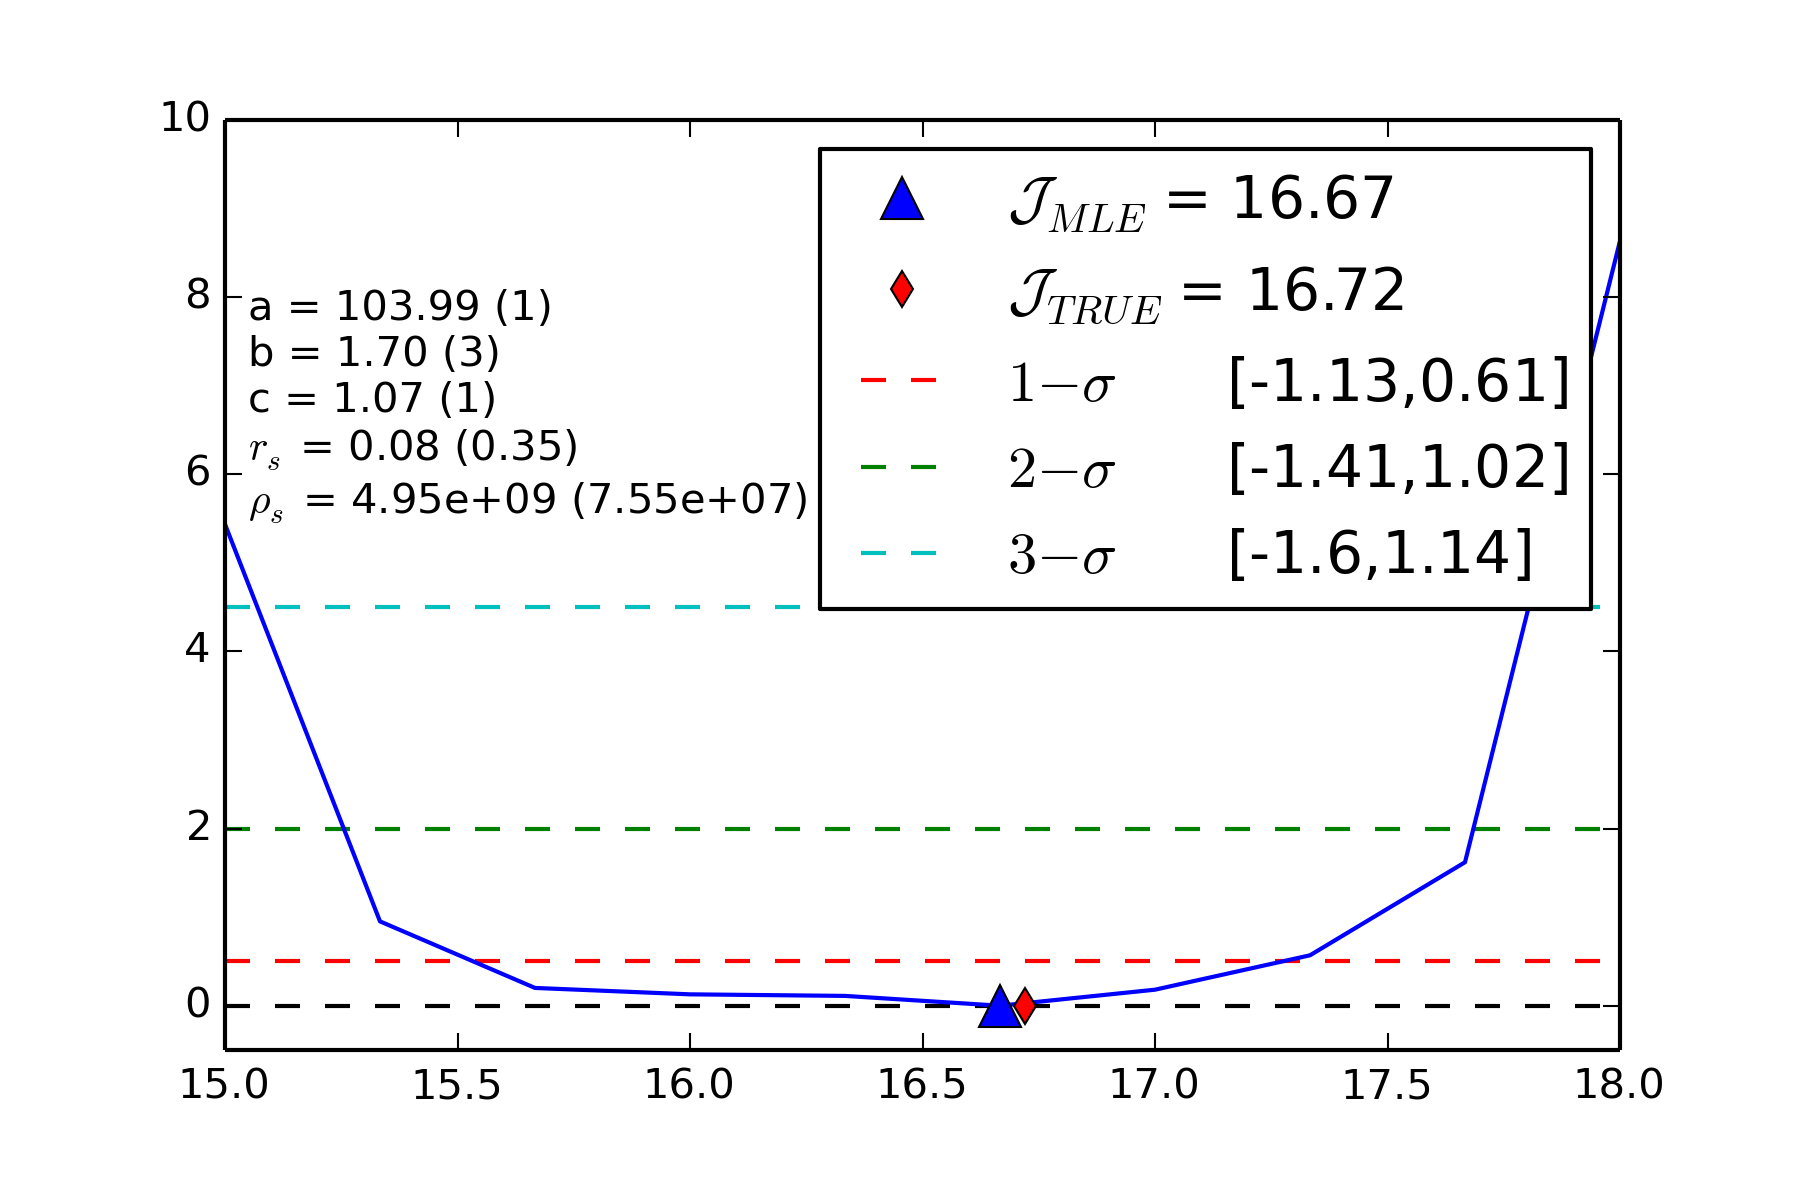 10
8
6
4
2
0
a = 103.99 (1)
b = 1.70 (3)
c = 1.07 (1)
r_s = 0.08 (0.35)
ρ_s = 4.95e+09 (7.55e+07)
𝒥_MLE = 16.67
𝒥_TRUE = 16.72
1−σ [-1.13,0.61]
2−σ [-1.41,1.02]
3−σ [-1.6,1.14]
15.0 15.5 16.0 16.5 17.0 17.5 18.0